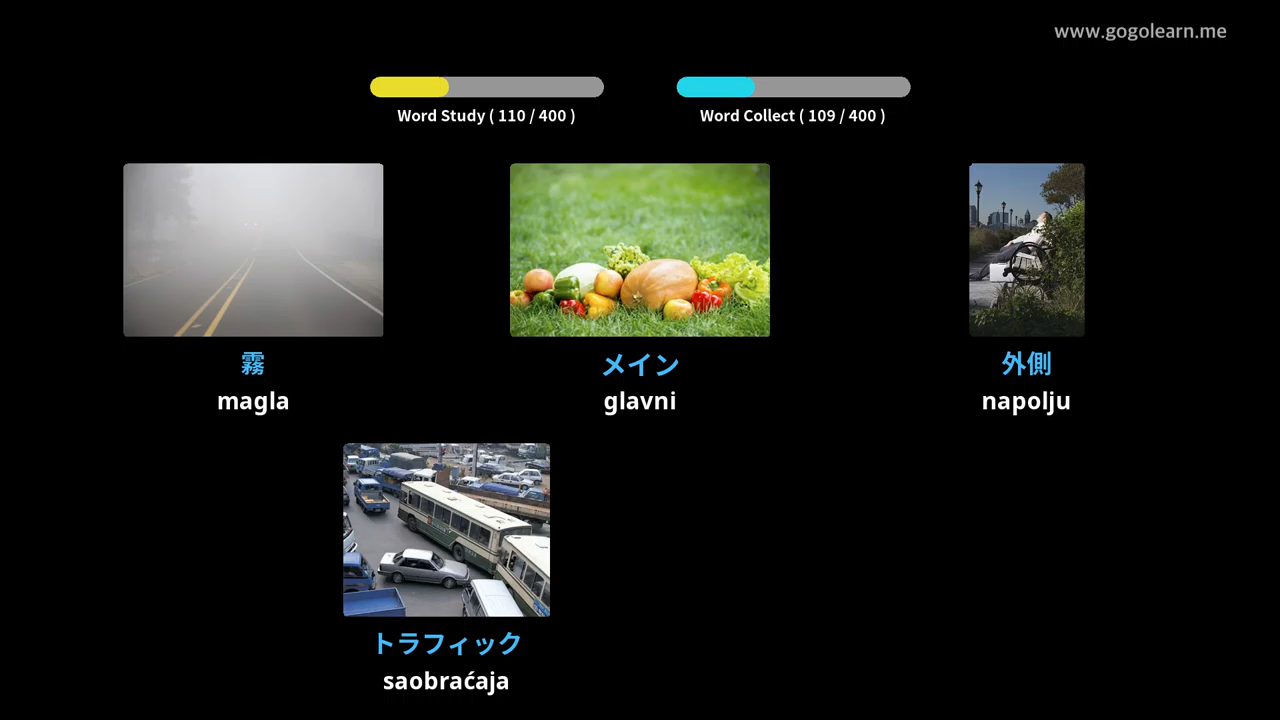 www.gogolearn.me
Word Study ( 110 / 400 )
Word Collect ( 109 / 400 )
霧
magla
メイン
glavni
外側
napolju
トラフィック
saobraćaja